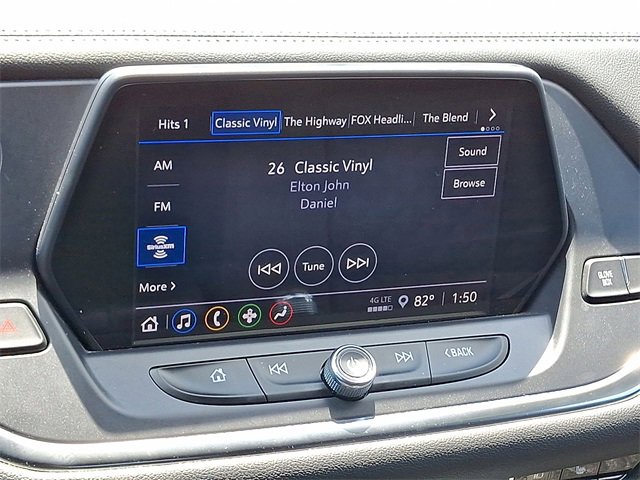 Hits 1 Classic Vinyl The Highway FOX Headli... The Blend
AM
26 Classic Vinyl
Sound
Elton John
Browse
FM
Daniel
SiriusXM
Tune
More
4G LTE 82° 1:50
GLOVE
BOX
BACK